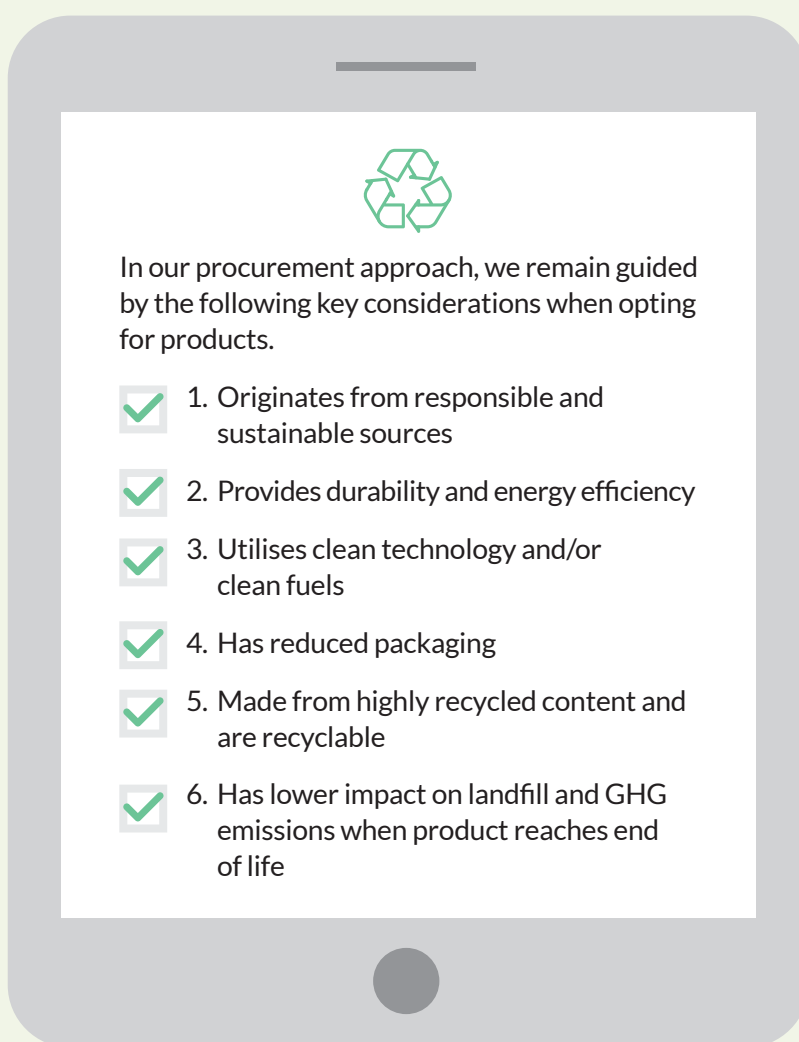 In our procurement approach, we remain guided
by the following key considerations when opting
for products.
1. Originates from responsible and
sustainable sources
2. Provides durability and energy efficiency
3. Utilises clean technology and/or
clean fuels
4. Has reduced packaging
5. Made from highly recycled content and
are recyclable
6. Has lower impact on landfill and GHG
emissions when product reaches end
of life